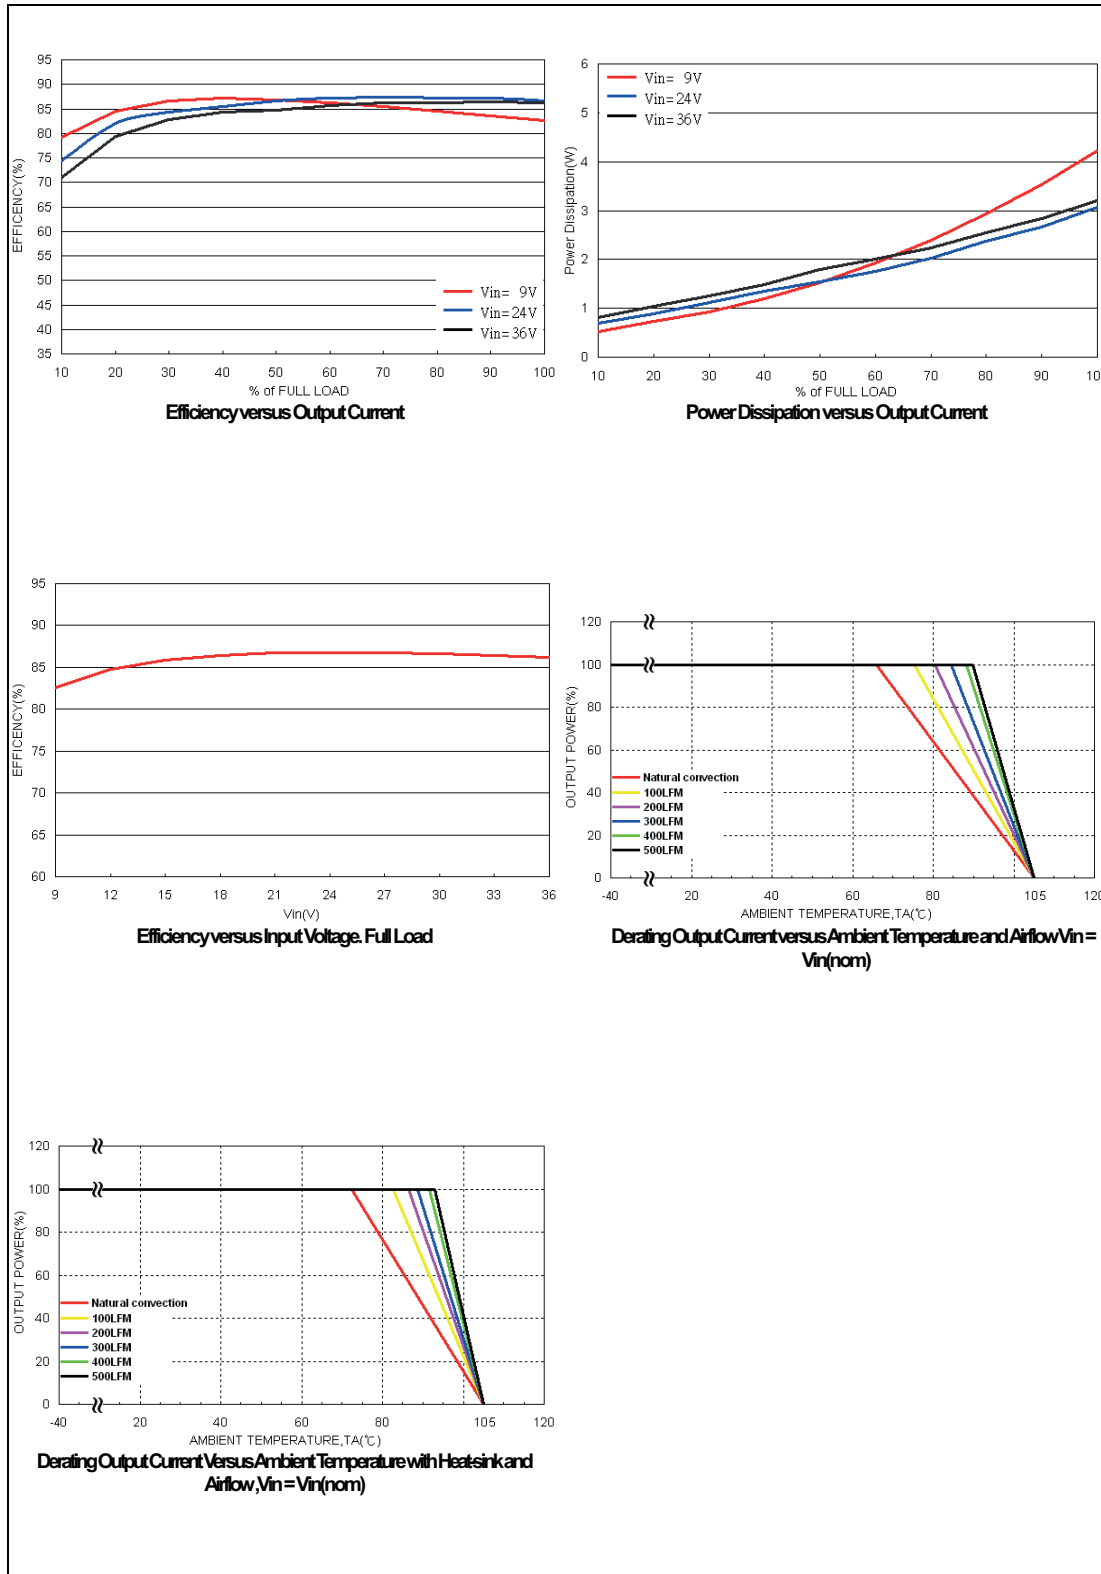 95
90
85
80
75
70
65
60
55
50
45
40
35
EFFICENCY(%)
Vin= 9V
Vin=24V
Vin=36V
10 20 30 40 50 60 70 80 90 100
% of FULL LOAD
Efficiency versus Output Current
6
5
4
3
2
1
0
Power Dissipation(W)
Vin= 9V
Vin=24V
Vin=36V
10 20 30 40 50 60 70 80 90 10
% of FULL LOAD
Power Dissipation versus Output Current
95
90
85
80
75
70
65
60
EFFICENCY(%)
9 12 15 18 21 24 27 30 33 36
Vin(V)
Efficiency versus Input Voltage. Full Load
120
100
80
60
40
20
0
OUTPUT POWER(%)
Natural convection
100LFM
200LFM
300LFM
400LFM
500LFM
-40 20 40 60 80 105 120
AMBIENT TEMPERATURE,TA(℃)
Derating Output Current versus Ambient Temperature and Airflow Vin =
Vin(nom)
120
100
80
60
40
20
0
OUTPUT POWER(%)
Natural convection
100LFM
200LFM
300LFM
400LFM
500LFM
-40 20 40 60 80 105 120
AMBIENT TEMPERATURE,TA(℃)
Derating Output Current Versus Ambient Temperature with Heat-sink and
Airflow, Vin = Vin(nom)